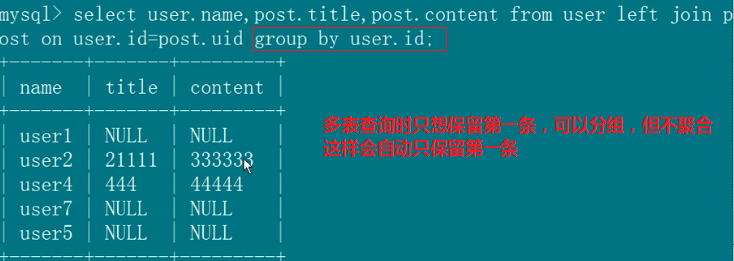 mysql> select user.name,post.title,post.content from user left join p
ost on user.id=post.uid group by user.id;
+-------+-------+---------+
| name | title | content |
+-------+-------+---------+
| user1 | NULL | NULL |
| user2 | 21111 | 333333 |
| user4 | 444 | 44444 |
| user7 | NULL | NULL |
| user5 | NULL | NULL |
+-------+-------+---------+
多表查询时只想保留第一条，可以分组，但不聚合
这样会自动只保留第一条